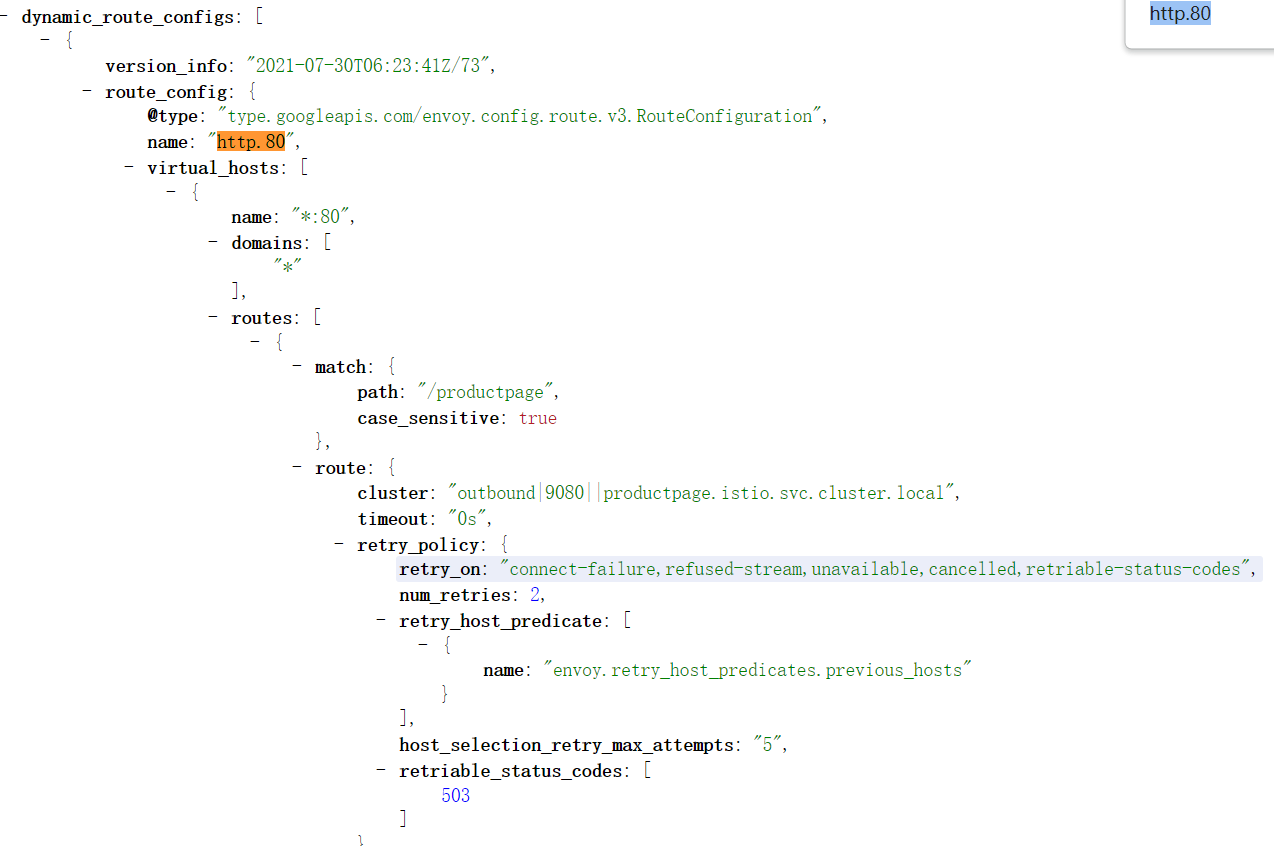 http.80
- dynamic_route_configs: [
- {
version_info: "2021-07-30T06:23:41Z/73",
- route_config: {
@type: "type.googleapis.com/envoy.config.route.v3.RouteConfiguration",
name: "http.80",
- virtual_hosts: [
- {
name: "*:80",
- domains: [
"*"
],
- routes: [
- {
- match: {
path: "/productpage",
case_sensitive: true
},
- route: {
cluster: "outbound|9080||productpage.istio.svc.cluster.local",
timeout: "0s",
- retry_policy: {
retry_on: "connect-failure,refused-stream,unavailable,cancelled,retriable-status-codes",
num_retries: 2,
- retry_host_predicate: [
- {
name: "envoy.retry_host_predicates.previous_hosts"
}
],
host_selection_retry_max_attempts: "5",
- retriable_status_codes: [
503
]
}